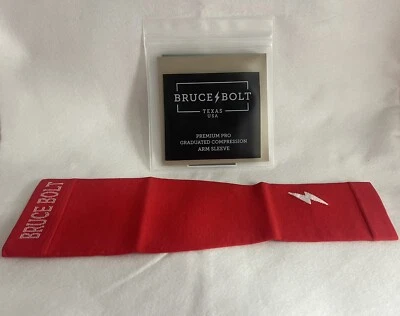 BRUCE⚡BOLT
TEXAS
USA
PREMIUM PRO
GRADUATED COMPRESSION
ARM SLEEVE
BRUCE BOLT